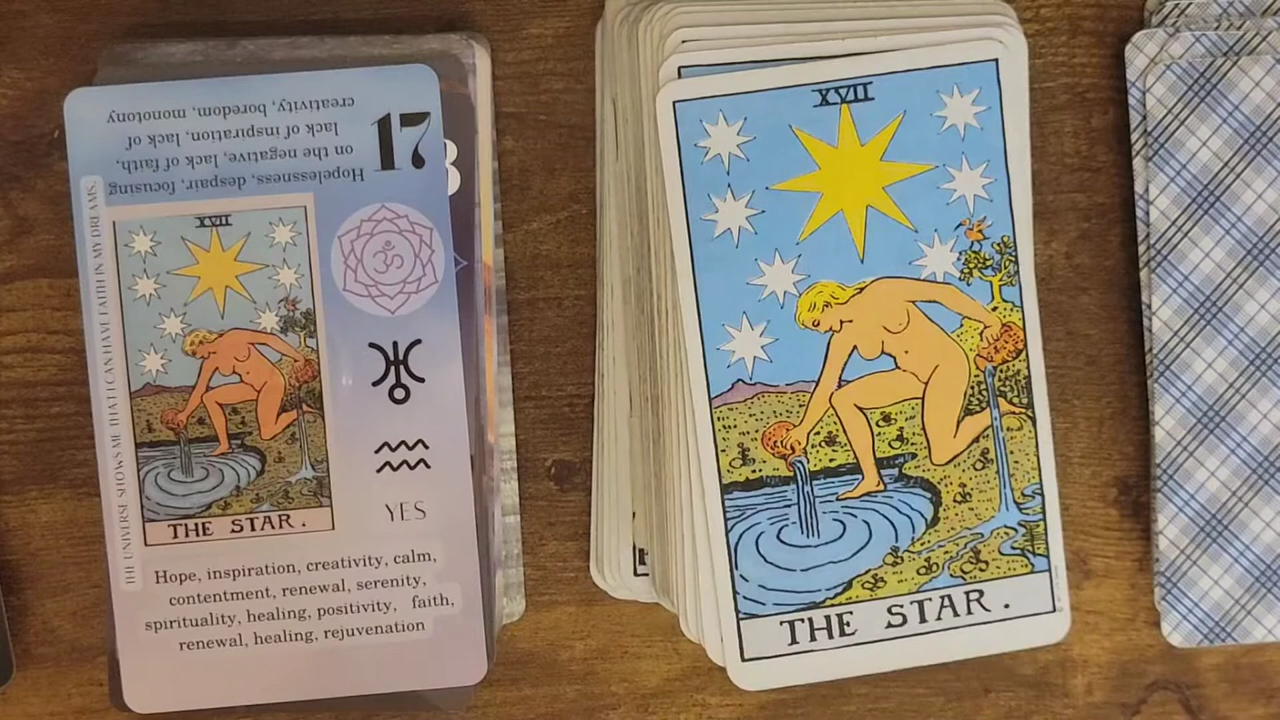 Hopelessness, despair, focusing
on the negative, lack of faith,
lack of inspiration, lack of
creativity, boredom, monotony
17
THE UNIVERSE SHOWS ME THAT I CAN HAVE FAITH IN MY DREAMS.
XVII
THE STAR.
YES
Hope, inspiration, creativity, calm,
contentment, renewal, serenity,
spirituality, healing, positivity, faith,
renewal, healing, rejuvenation
XVII
THE STAR.